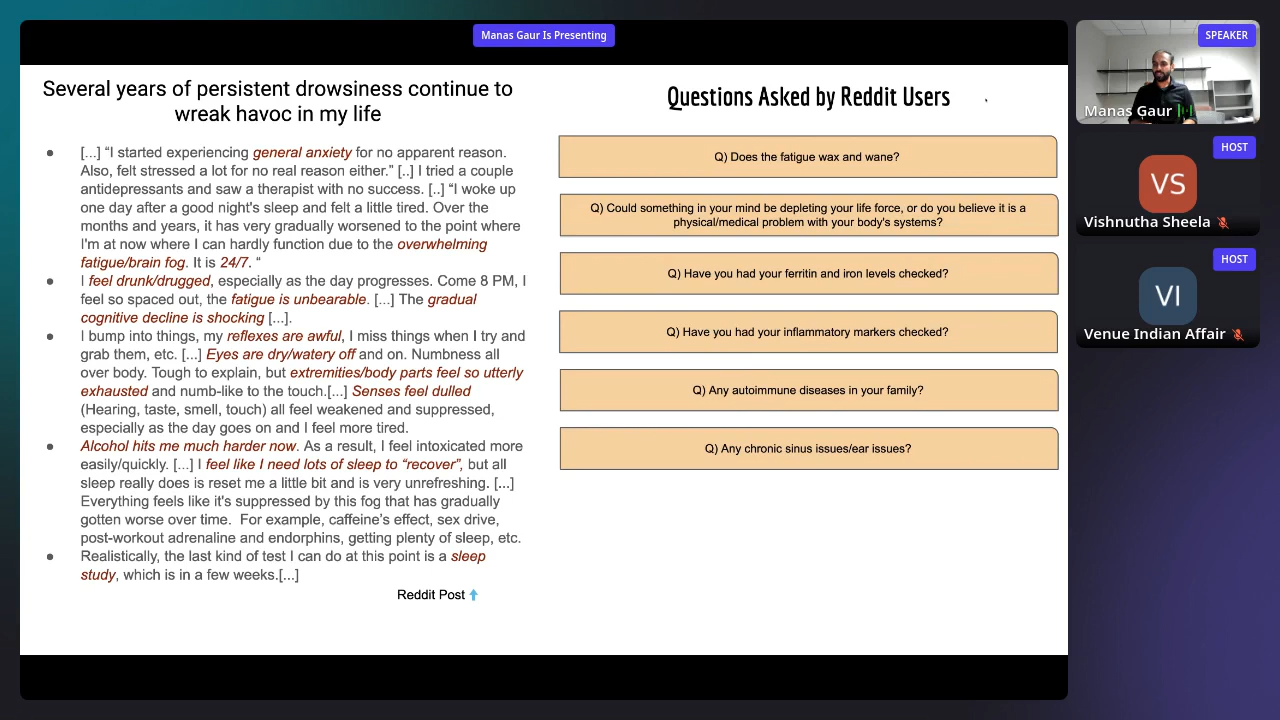 Manas Gaur Is Presenting
Several years of persistent drowsiness continue to
wreak havoc in my life
● [...] “I started experiencing general anxiety for no apparent reason.
Also, felt stressed a lot for no real reason either.” [..] I tried a couple
antidepressants and saw a therapist with no success. [..] “I woke up
one day after a good night's sleep and felt a little tired. Over the
months and years, it has very gradually worsened to the point where
I'm at now where I can hardly function due to the overwhelming
fatigue/brain fog. It is 24/7. “
● I feel drunk/drugged, especially as the day progresses. Come 8 PM, I
feel so spaced out, the fatigue is unbearable. [...] The gradual
cognitive decline is shocking [...].
● I bump into things, my reflexes are awful, I miss things when I try and
grab them, etc. [...] Eyes are dry/watery off and on. Numbness all
over body. Tough to explain, but extremities/body parts feel so utterly
exhausted and numb-like to the touch.[...] Senses feel dulled
(Hearing, taste, smell, touch) all feel weakened and suppressed,
especially as the day goes on and I feel more tired.
● Alcohol hits me much harder now. As a result, I feel intoxicated more
easily/quickly. [...] I feel like I need lots of sleep to “recover”, but all
sleep really does is reset me a little bit and is very unrefreshing. [...]
Everything feels like it's suppressed by this fog that has gradually
gotten worse over time. For example, caffeine’s effect, sex drive,
post-workout adrenaline and endorphins, getting plenty of sleep, etc.
● Realistically, the last kind of test I can do at this point is a sleep
study, which is in a few weeks.[...]
Reddit Post
Questions Asked by Reddit Users
Q) Does the fatigue wax and wane?
Q) Could something in your mind be depleting your life force, or do you believe it is a
physical/medical problem with your body's systems?
Q) Have you had your ferritin and iron levels checked?
Q) Have you had your inflammatory markers checked?
Q) Any autoimmune diseases in your family?
Q) Any chronic sinus issues/ear issues?
SPEAKER
Manas Gaur
HOST
VS
Vishnutha Sheela
HOST
VI
Venue Indian Affair